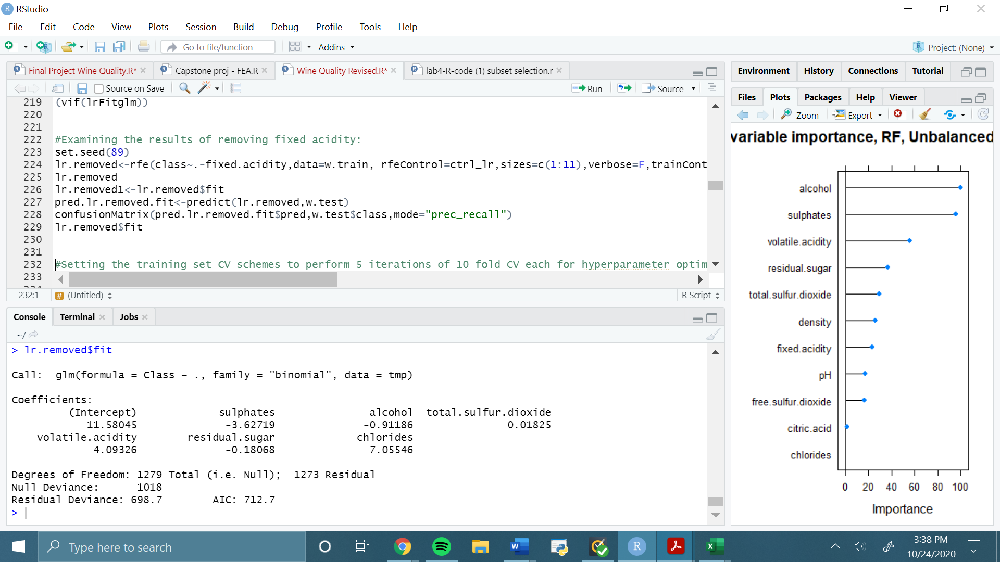 RStudio
File Edit Code View Plots Session Build Debug Profile Tools Help
Go to file/function Addins Project: (None)
Final Project Wine Quality.R* Capstone proj - FEA.R Wine Quality Revised.R* lab4-R-code (1) subset selection.r
Source on Save Run Source
219 (vif(lrFitglm))
220
221
222 #Examining the results of removing fixed acidity:
223 set.seed(89)
224 lr.removed<-rfe(class~.-fixed.acidity,data=w.train, rfeControl=ctrl_lr,sizes=c(1:11),verbose=F,trainCont
225 lr.removed
226 lr.removed1<-lr.removed$fit
227 pred.lr.removed.fit<-predict(lr.removed,w.test)
228 confusionMatrix(pred.lr.removed.fit$pred,w.test$class,mode="prec_recall")
229 lr.removed$fit
230
231
232 #Setting the training set CV schemes to perform 5 iterations of 10 fold CV each for hyperparameter optim
233
234
232:1 # (Untitled) R Script
Console Terminal Jobs
~/
> lr.removed$fit
Call: glm(formula = Class ~ ., family = "binomial", data = tmp)
Coefficients:
(Intercept) sulphates alcohol total.sulfur.dioxide
11.58045 -3.62719 -0.91186 0.01825
volatile.acidity residual.sugar chlorides
4.09326 -0.18068 7.05546
Degrees of Freedom: 1279 Total (i.e. Null); 1273 Residual
Null Deviance: 1018
Residual Deviance: 698.7 AIC: 712.7
>
Environment History Connections Tutorial
Files Plots Packages Help Viewer
Zoom Export
variable importance, RF, Unbalanced
alcohol
sulphates
volatile.acidity
residual.sugar
total.sulfur.dioxide
density
fixed.acidity
pH
free.sulfur.dioxide
citric.acid
chlorides
0 20 40 60 80 100
Importance
Type here to search
3:38 PM
10/24/2020